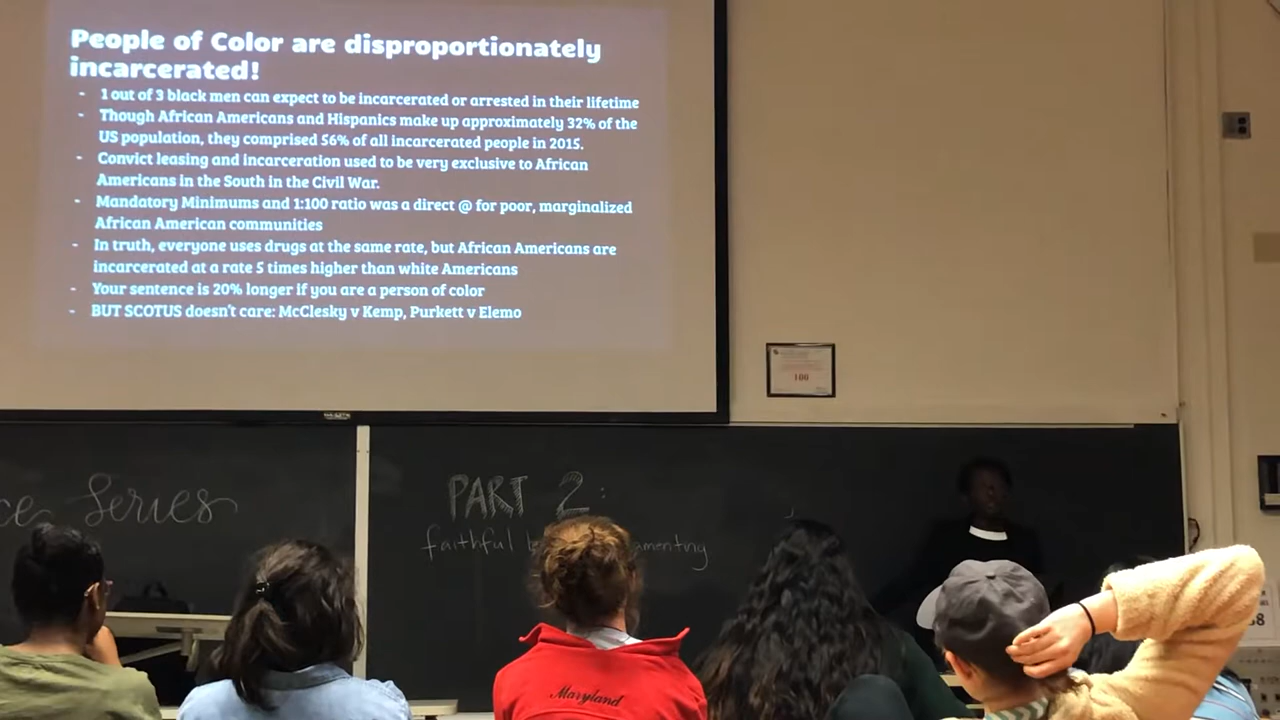 People of Color are disproportionately
incarcerated!
- 1 out of 3 black men can expect to be incarcerated or arrested in their lifetime
- Though African Americans and Hispanics make up approximately 32% of the
US population, they comprised 56% of all incarcerated people in 2015.
- Convict leasing and incarceration used to be very exclusive to African
Americans in the South in the Civil War.
- Mandatory Minimums and 1:100 ratio was a direct @ for poor, marginalized
African American communities
- In truth, everyone uses drugs at the same rate, but African Americans are
incarcerated at a rate 5 times higher than white Americans
- Your sentence is 20% longer if you are a person of color
- BUT SCOTUS doesn't care: McClesky v Kemp, Purkett v Elemo
100
Series
PART 2:
faithful
Maryland